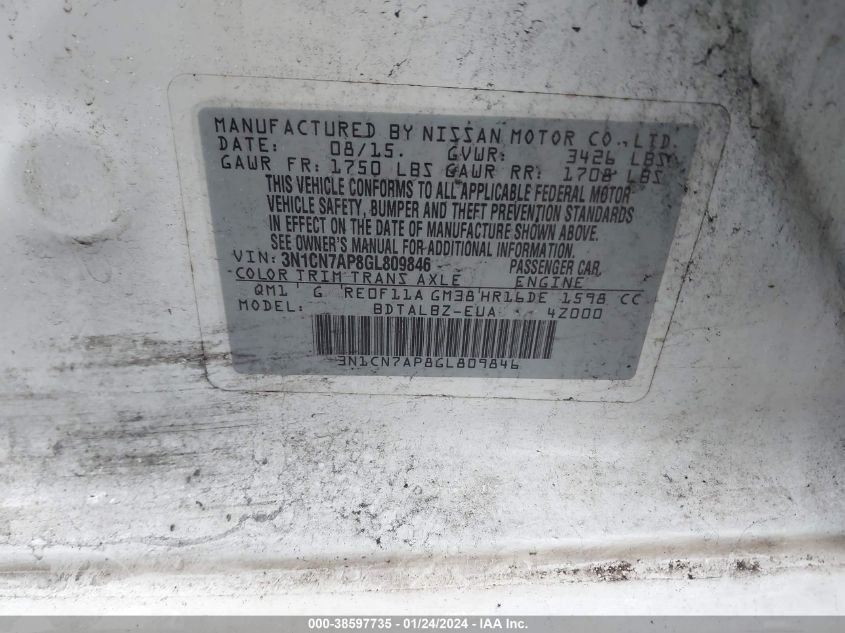 MANUFACTURED BY NISSAN MOTOR CO., LTD.
DATE: 08/15. GVWR: 3426 LBS
GAWR FR: 1750 LBS GAWR RR: 1708 LBS
THIS VEHICLE CONFORMS TO ALL APPLICABLE FEDERAL MOTOR
VEHICLE SAFETY, BUMPER AND THEFT PREVENTION STANDARDS
IN EFFECT ON THE DATE OF MANUFACTURE SHOWN ABOVE.
SEE OWNER'S MANUAL FOR ADDITIONAL INFORMATION.
VIN: 3N1CN7AP8GL809846 PASSENGER CAR
COLOR TRIM TRANS AXLE ENGINE
QM1 G RE0F11A GM38 HR16DE 1598 CC
MODEL: BDTALBZ-EUA 4Z000
3N1CN7AP8GL809846
000-38597735 - 01/24/2024 - IAA Inc.